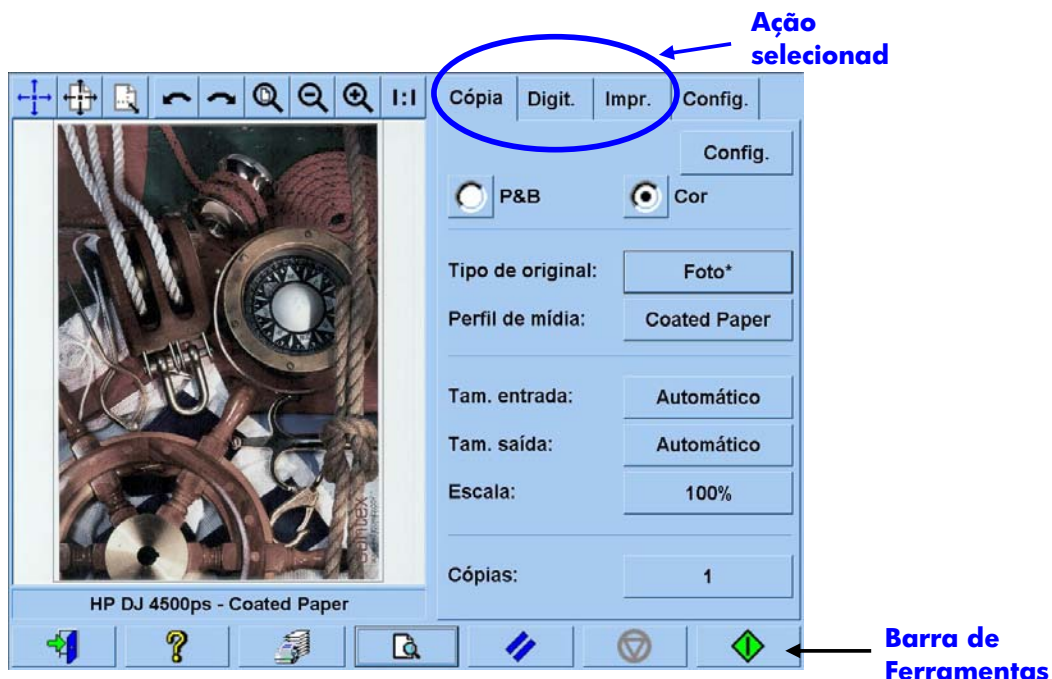 Ação
selecionad
1:1
Cópia Digit. Impr. Config.
Config.
P&B Cor
Tipo de original: Foto*
Perfil de mídia: Coated Paper
Tam. entrada: Automático
Tam. saída: Automático
Escala: 100%
Cópias: 1
contex
HP DJ 4500ps - Coated Paper
Barra de
Ferramentas